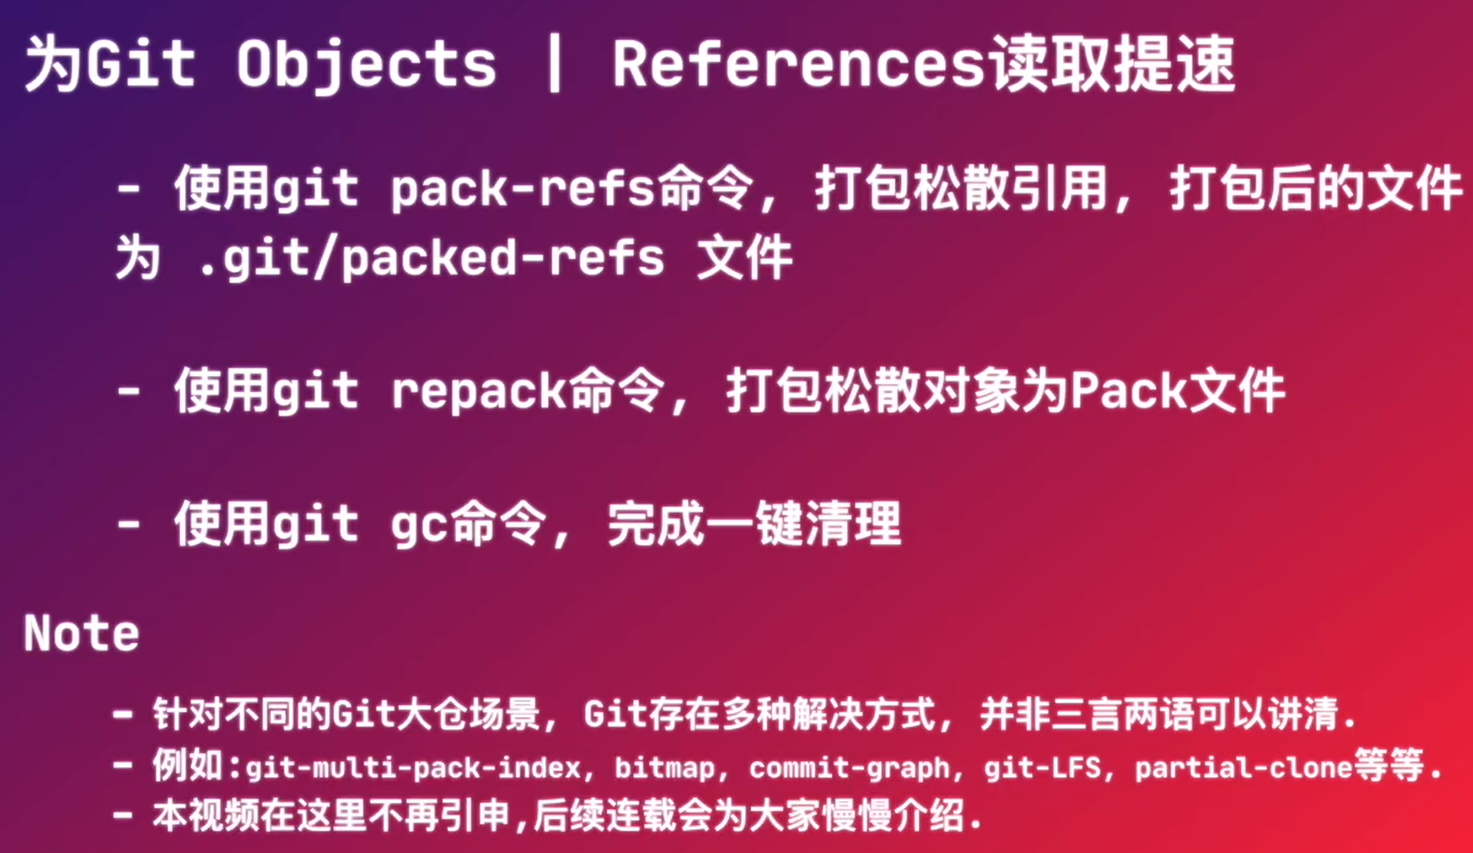 为Git Objects | References读取提速
- 使用git pack-refs命令, 打包松散引用, 打包后的文件
为 .git/packed-refs 文件
- 使用git repack命令, 打包松散对象为Pack文件
- 使用git gc命令, 完成一键清理
Note
- 针对不同的Git大仓场景, Git存在多种解决方式, 并非三言两语可以讲清.
- 例如:git-multi-pack-index, bitmap, commit-graph, git-LFS, partial-clone等等.
- 本视频在这里不再引申,后续连载会为大家慢慢介绍.